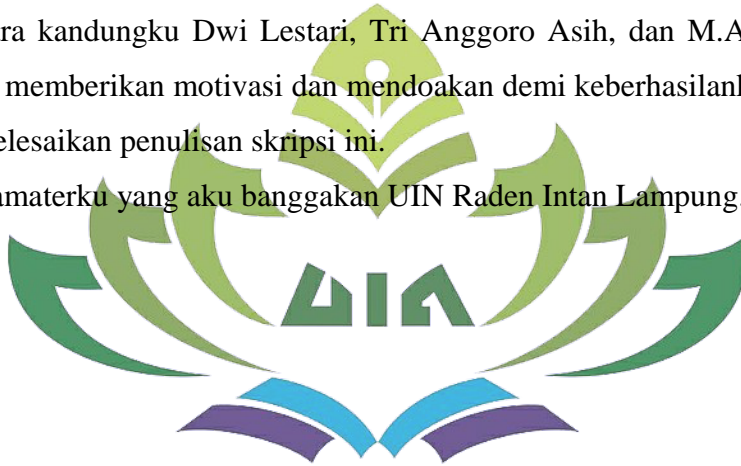 ra kandungku Dwi Lestari, Tri Anggoro Asih, dan M.A
memberikan motivasi dan mendoakan demi keberhasilank
elesaikan penulisan skripsi ini.
amaterku yang aku banggakan UIN Raden Intan Lampung.
UIN